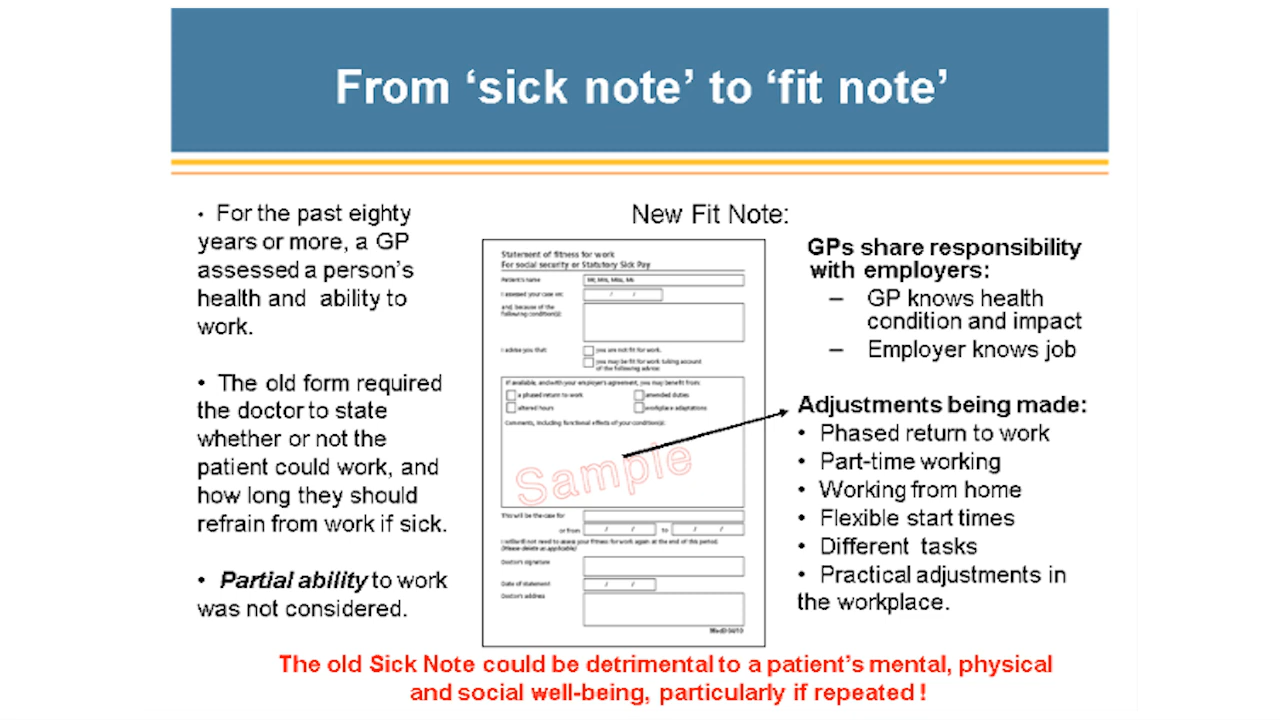 From ‘sick note’ to ‘fit note’
• For the past eighty
years or more, a GP
assessed a person’s
health and ability to
work.
• The old form required
the doctor to state
whether or not the
patient could work, and
how long they should
refrain from work if sick.
• Partial ability to work
was not considered.
New Fit Note:
Statement of fitness for work
For social security or Statutory Sick Pay
Patient's name
Mr, Mrs, Miss, Ms
I assessed your case on:
/ /
and, because of the
following condition(s):
I advise you that:
you are not fit for work.
you may be fit for work taking account
of the following advice:
If available, and with your employer's agreement, you may benefit from:
a phased return to work
amended duties
altered hours
workplace adaptations
Comments, including functional effects of your condition(s):
Sample
This will be the case for
or from / / to / /
I will/will not need to assess your fitness for work again at the end of this period.
(Please delete as applicable)
Doctor's signature
Date of statement
/ /
Doctor's address
GPs share responsibility
with employers:
– GP knows health
condition and impact
– Employer knows job
Adjustments being made:
• Phased return to work
• Part-time working
• Working from home
• Flexible start times
• Different tasks
• Practical adjustments in
the workplace.
The old Sick Note could be detrimental to a patient’s mental, physical
and social well-being, particularly if repeated !